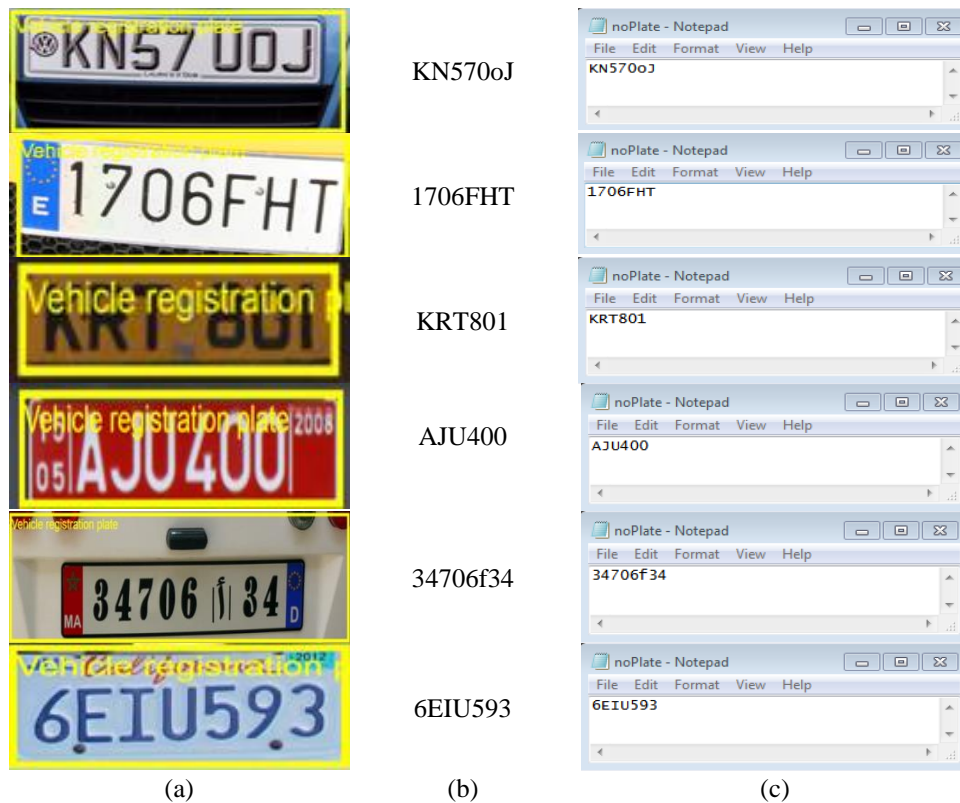 Vehicle registration plate
KN57 UOJ
KN570oJ
noPlate - Notepad
File Edit Format View Help
KN570oJ
Vehicle registration plate
E 1706FHT
1706FHT
noPlate - Notepad
File Edit Format View Help
1706FHT
Vehicle registration p
KRT 801
KRT801
noPlate - Notepad
File Edit Format View Help
KRT801
Vehicle registration plate 2008
05 AJU400
AJU400
noPlate - Notepad
File Edit Format View Help
AJU400
Vehicle registration plate
MA 34706 أ 34 D
34706f34
noPlate - Notepad
File Edit Format View Help
34706f34
Vehicle registration p
California 2012
6EIU593
6EIU593
noPlate - Notepad
File Edit Format View Help
6EIU593
(a) (b) (c)